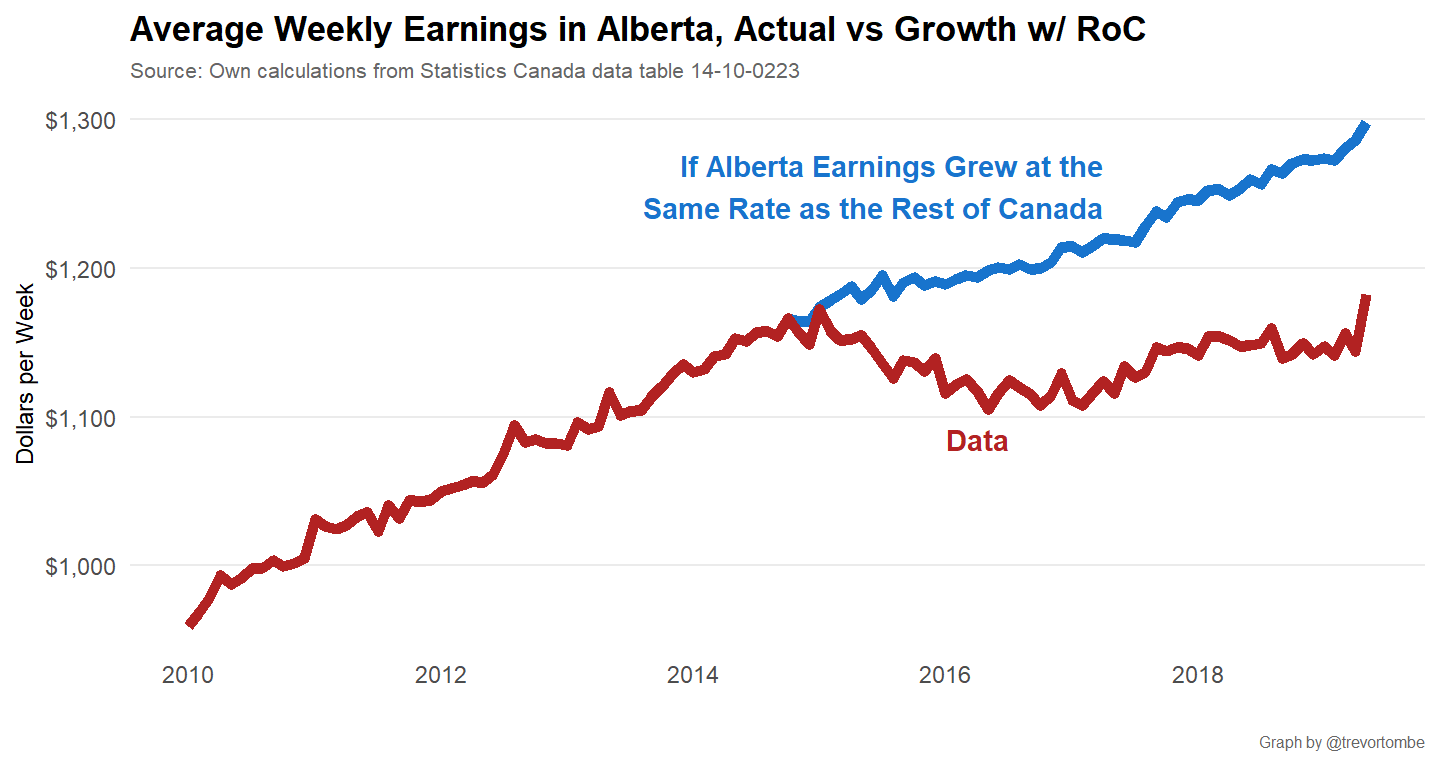 Average Weekly Earnings in Alberta, Actual vs Growth w/ RoC
Source: Own calculations from Statistics Canada data table 14-10-0223
$1,300
If Alberta Earnings Grew at the
Same Rate as the Rest of Canada
$1,200
Dollars per Week
$1,100
Data
$1,000
2010
2012
2014
2016
2018
Graph by @trevortombe